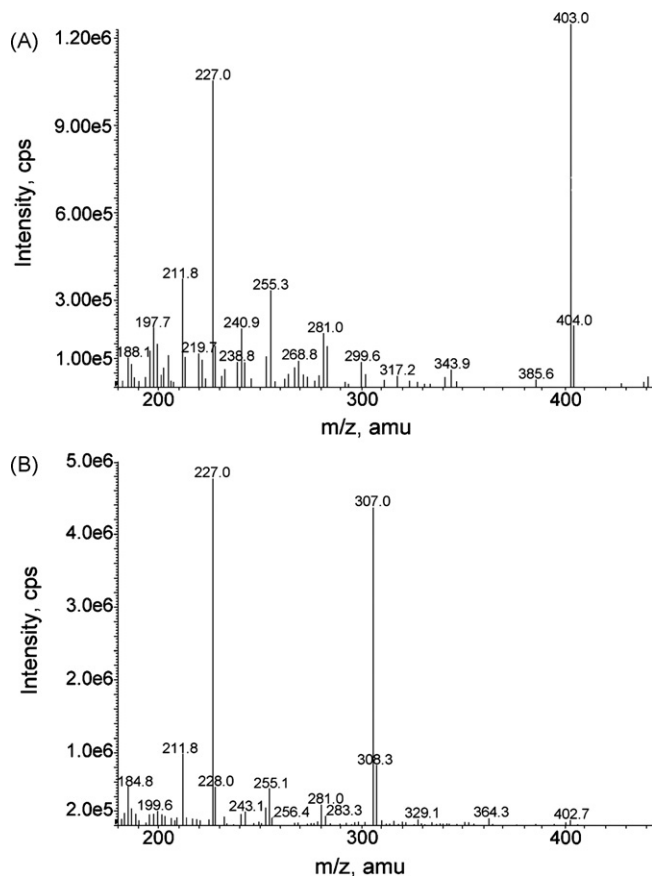 (A)
Intensity, cps
1.20e6
9.00e5
6.00e5
3.00e5
1.00e5
403.0
227.0
211.8
255.3
197.7
240.9
281.0
404.0
188.1
219.7
238.8
268.8
299.6
317.2
343.9
385.6
200
300
400
m/z, amu
(B)
Intensity, cps
5.0e6
4.0e6
3.0e6
2.0e6
1.0e6
2.0e5
227.0
307.0
211.8
308.3
184.8
228.0
255.1
199.6
243.1
256.4
281.0
283.3
329.1
364.3
402.7
200
300
400
m/z, amu